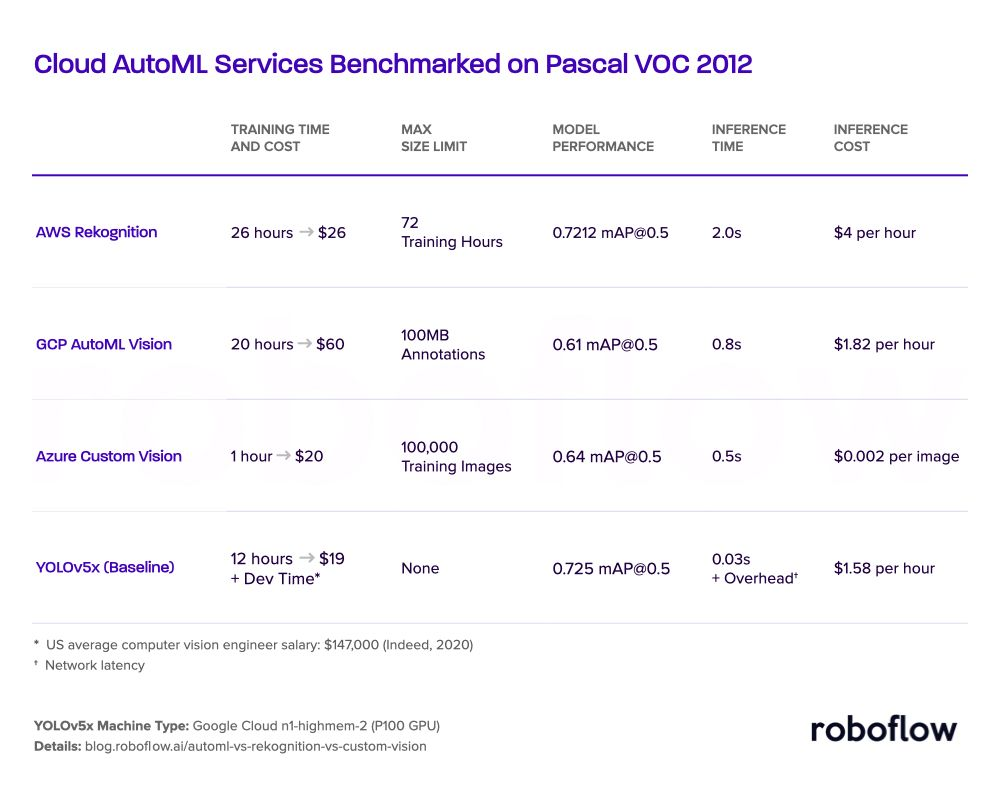 Cloud AutoML Services Benchmarked on Pascal VOC 2012
TRAINING TIME AND COST
MAX SIZE LIMIT
MODEL PERFORMANCE
INFERENCE TIME
INFERENCE COST
AWS Rekognition
26 hours → $26
72
Training Hours
0.7212 mAP@0.5
2.0s
$4 per hour
GCP AutoML Vision
20 hours → $60
100MB
Annotations
0.61 mAP@0.5
0.8s
$1.82 per hour
Azure Custom Vision
1 hour → $20
100,000
Training Images
0.64 mAP@0.5
0.5s
$0.002 per image
YOLOv5x (Baseline)
12 hours → $19
+ Dev Time*
None
0.725 mAP@0.5
0.03s
+ Overhead†
$1.58 per hour
* US average computer vision engineer salary: $147,000 (Indeed, 2020)
† Network latency
YOLOv5x Machine Type: Google Cloud n1-highmem-2 (P100 GPU)
Details: blog.roboflow.ai/automl-vs-rekognition-vs-custom-vision
roboflow